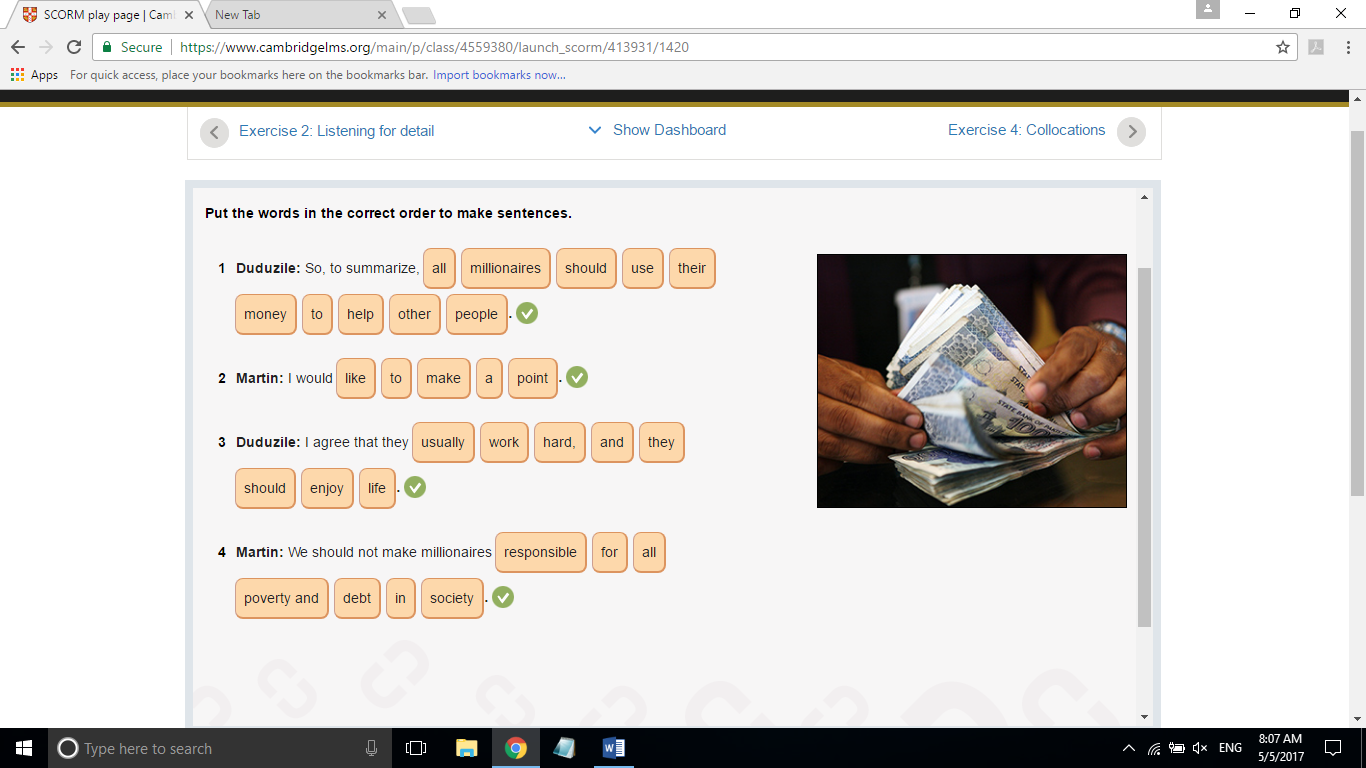 SCORM play page | Cam
New Tab
Secure https://www.cambridgelms.org/main/p/class/4559380/launch_scorm/413931/1420
Apps For quick access, place your bookmarks here on the bookmarks bar. Import bookmarks now...
Exercise 2: Listening for detail Show Dashboard Exercise 4: Collocations
Put the words in the correct order to make sentences.
1 Duduzile: So, to summarize, all millionaires should use their
money to help other people .
2 Martin: I would like to make a point .
3 Duduzile: I agree that they usually work hard, and they
should enjoy life .
4 Martin: We should not make millionaires responsible for all
poverty and debt in society .
STATE BANK OF
Type here to search
ENG
8:07 AM
5/5/2017